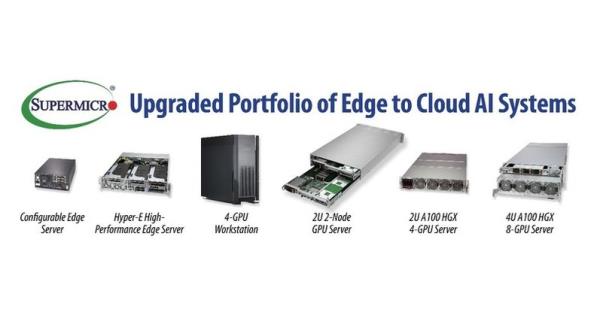 SUPERMICR
Upgraded Portfolio of Edge to Cloud AI Systems
Configurable Edge
Server
Hyper-E High-
Performance Edge Server
4-GPU
Workstation
2U 2-Node
GPU Server
2U A100 HGX
4-GPU Server
4U A100 HGX
8-GPU Server